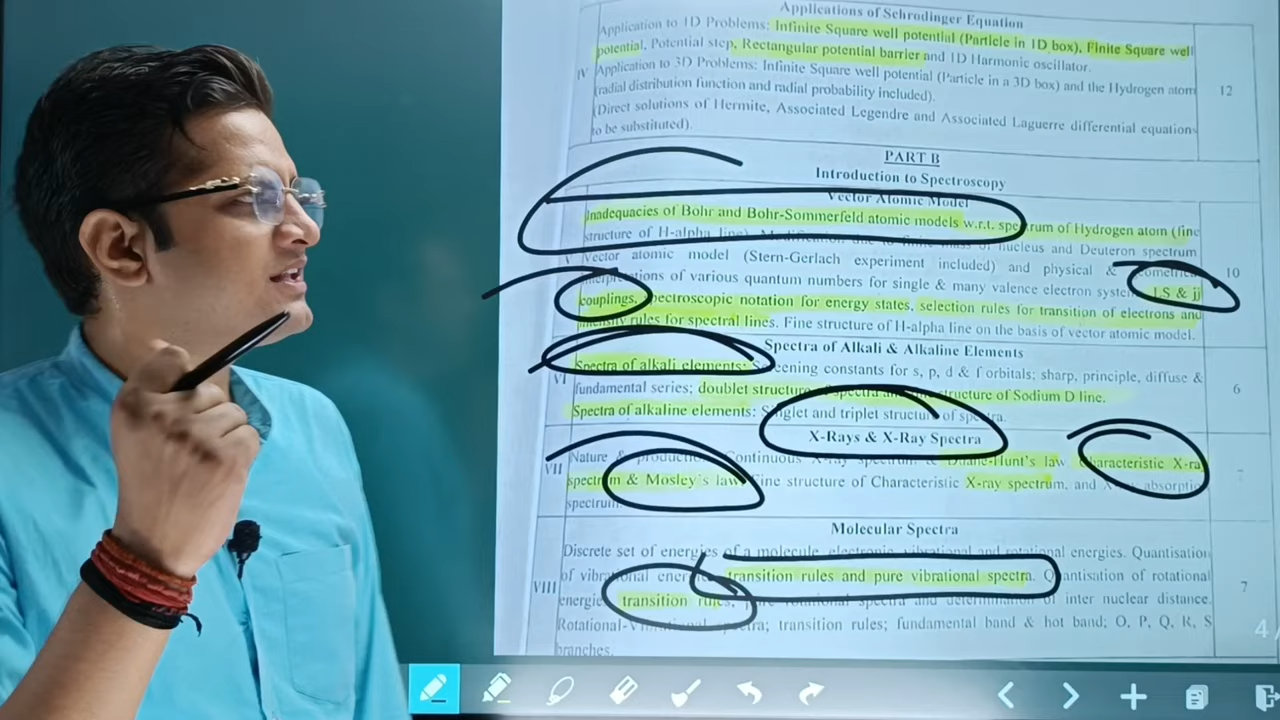 Applications of Schrodinger Equation
Application to 1D Problems: Infinite Square well potential (Particle in 1D box), Finite Square well
potential, Potential step, Rectangular potential barrier and 1D Harmonic oscillator.
IV Application to 3D Problems: Infinite Square well potential (Particle in a 3D box) and the Hydrogen atom 12
(radial distribution function and radial probability included).
(Direct solutions of Hermite, Associated Legendre and Associated Laguerre differential equations
to be substituted).
PART B
Introduction to Spectroscopy
Vector Atomic Model
Inadequacies of Bohr and Bohr-Sommerfeld atomic models w.r.t. of Hydrogen atom (fine
structure of H-alpha line). nucleus and Deuteron spectrum
V Vector atomic model (Stern-Gerlach experiment included) and physical & 10
of various quantum numbers for single & many valence electron LS & jj
couplings, spectroscopic notation for energy states, selection rules for transition of electrons and
intensity rules for spectral lines. Fine structure of H-alpha line on the basis of vector atomic model.
Spectra of Alkali & Alkaline Elements
Spectra of alkali elements: constants for s, p, d & f orbitals; sharp, principle, diffuse &
VI fundamental series; doublet structure structure of Sodium D line. 6
Spectra of alkaline elements: Singlet and triplet structure of spectra.
X-Rays & X-Ray Spectra
Nature & Continuous X-ray spectrum & Duane-Hunt's law
VII spectrum & Mosley's law Fine structure of Characteristic X-ray spectrum, and
spectrum.
Molecular Spectra
Discrete set of energies of a molecule, electronic, vibrational and rotational energies. Quantisation
of vibrational transition rules and pure vibrational spectra. Quantisation of rotational
VIII transition rules, rotational spectra and determination of inter nuclear distance. 7
transition rules; fundamental band & hot band; O, P, Q, R, S
branches.
4